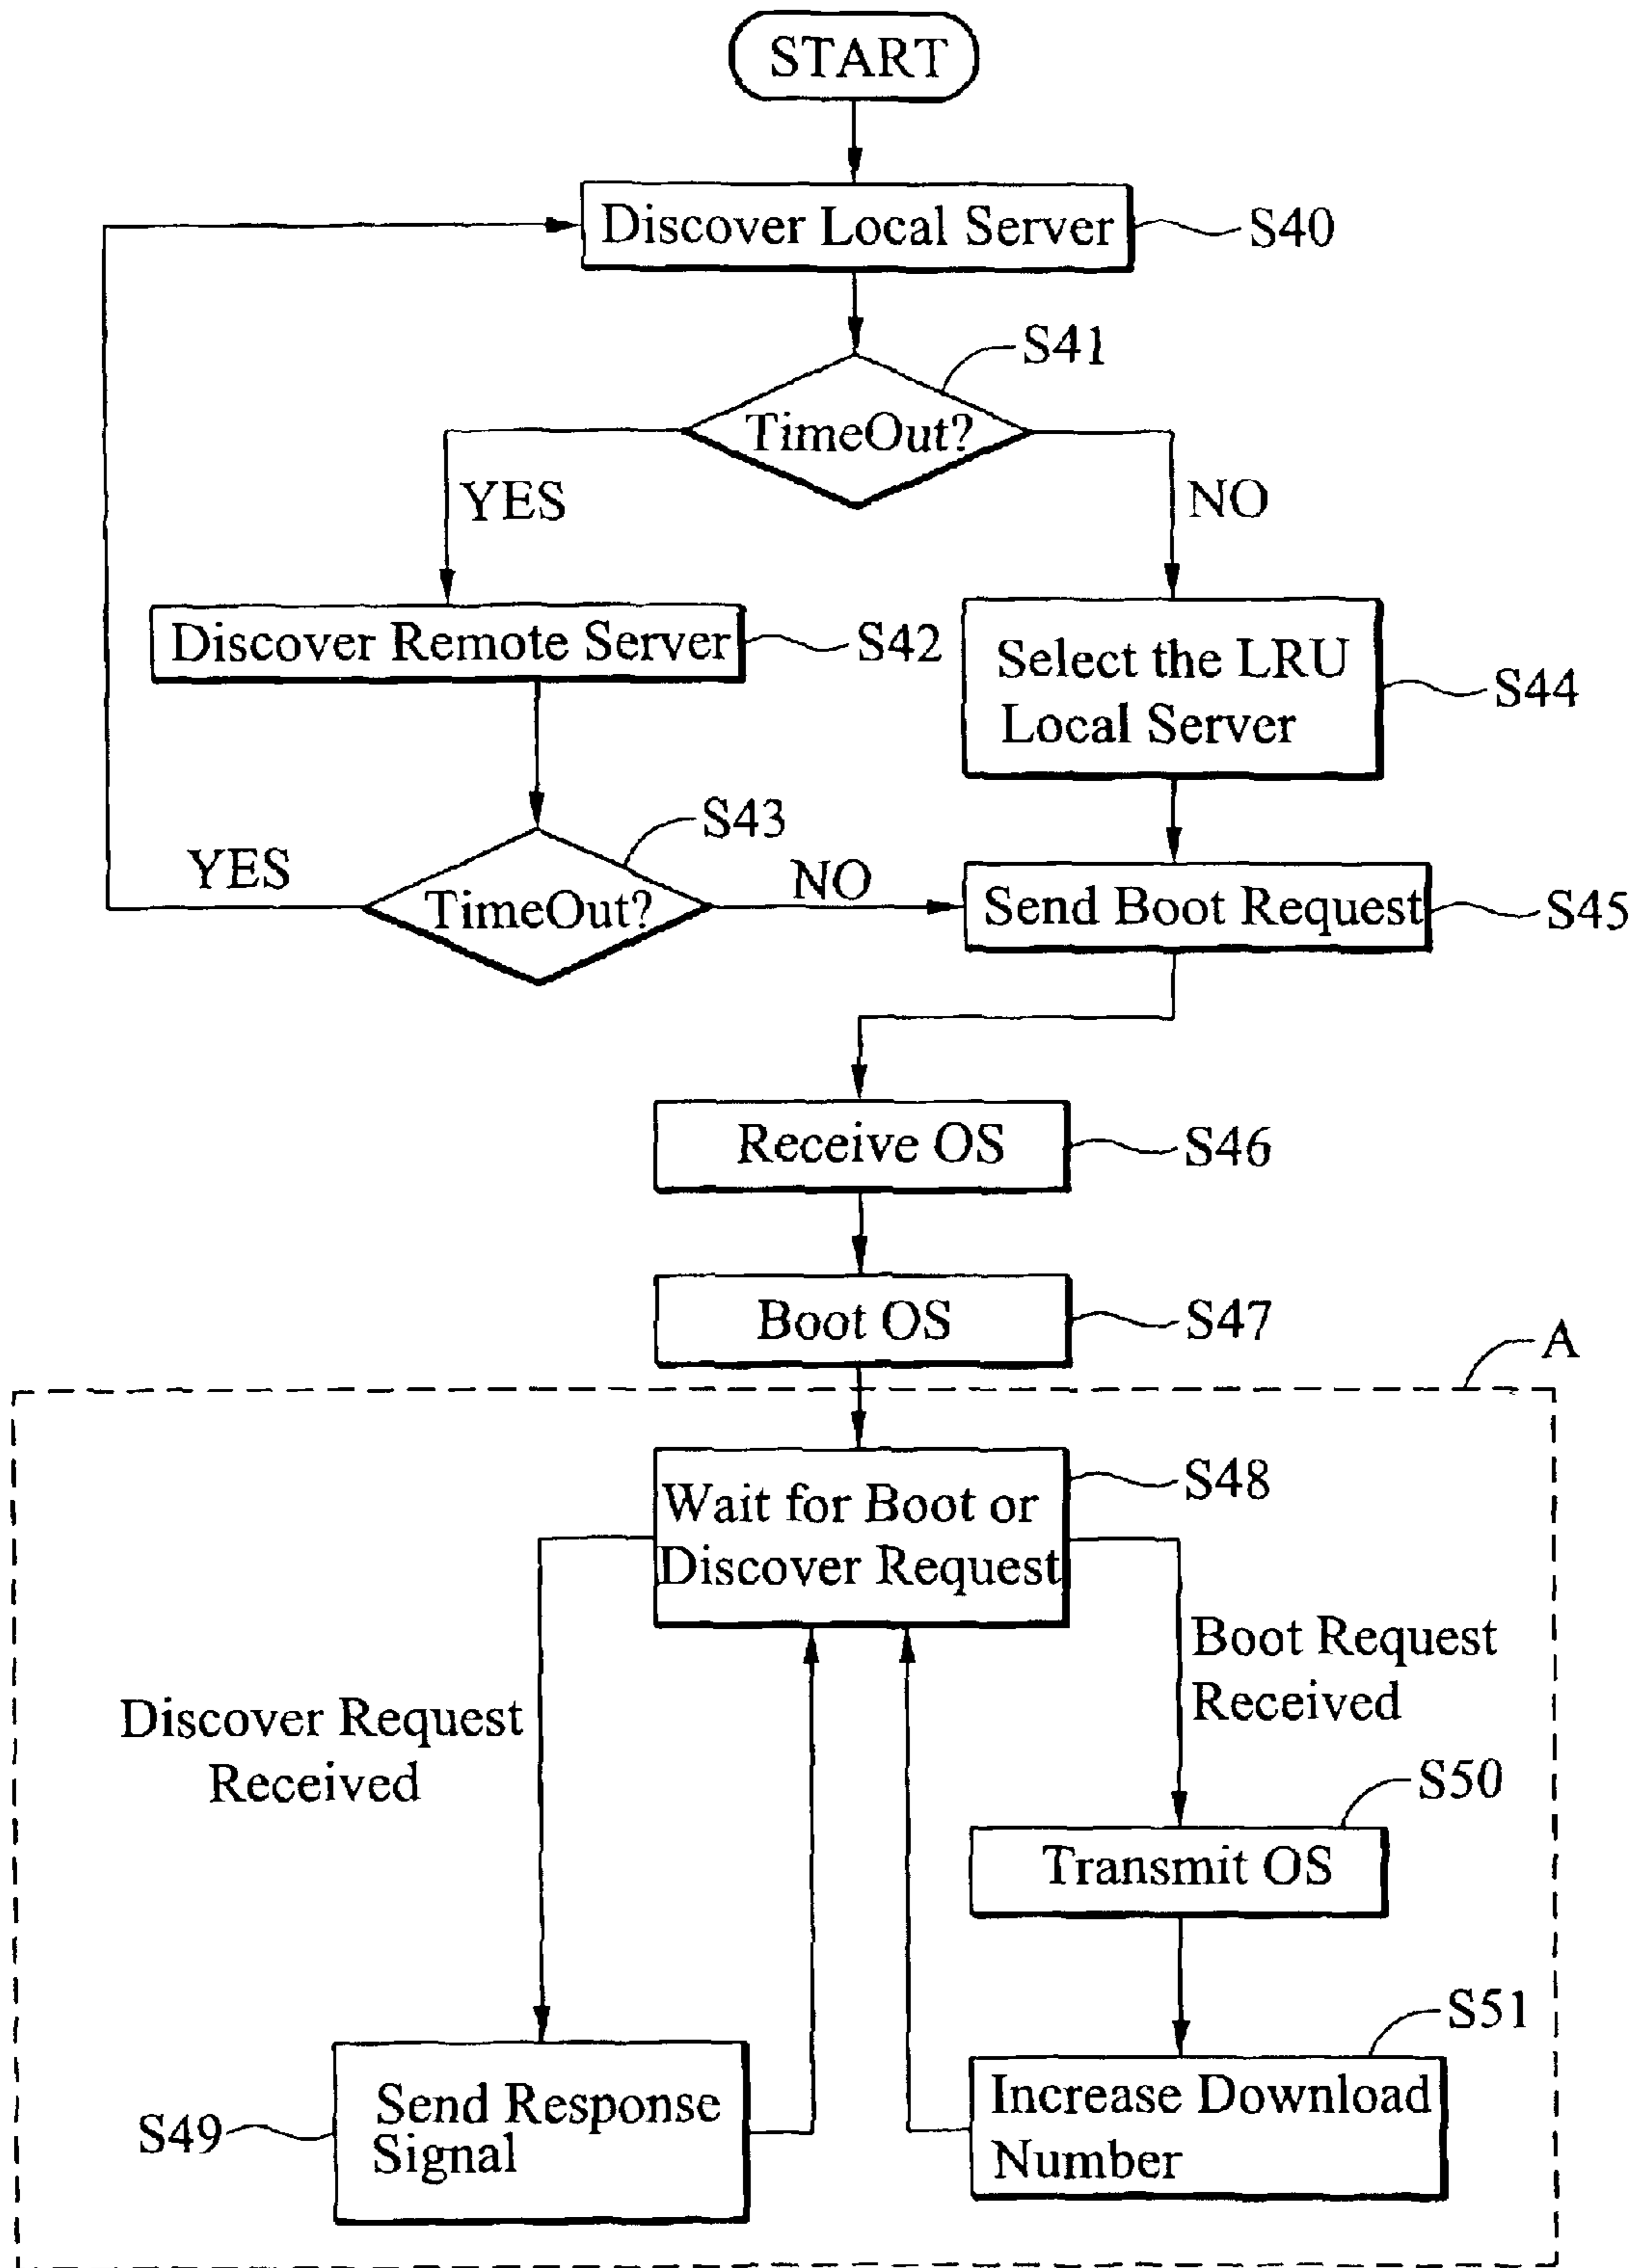 START
Discover Local Server
S40
S41
TimeOut?
YES
NO
Discover Remote Server
S42
Select the LRU
Local Server
S44
S43
YES
TimeOut?
NO
Send Boot Request
S45
Receive OS
S46
Boot OS
S47
A
Wait for Boot or
Discover Request
S48
Boot Request
Received
Discover Request
Received
S50
Transmit OS
S51
Increase Download
Number
Send Response
Signal
S49